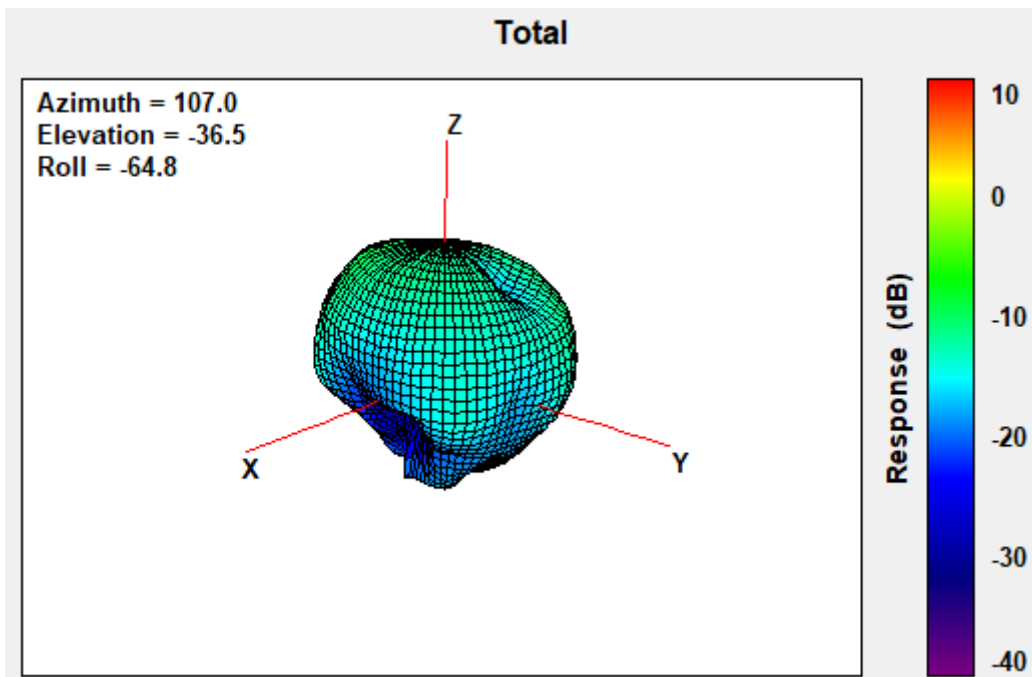 Total
Azimuth = 107.0
Elevation = -36.5
Roll = -64.8
Z
X
Y
10
0
-10
-20
-30
-40
Response (dB)